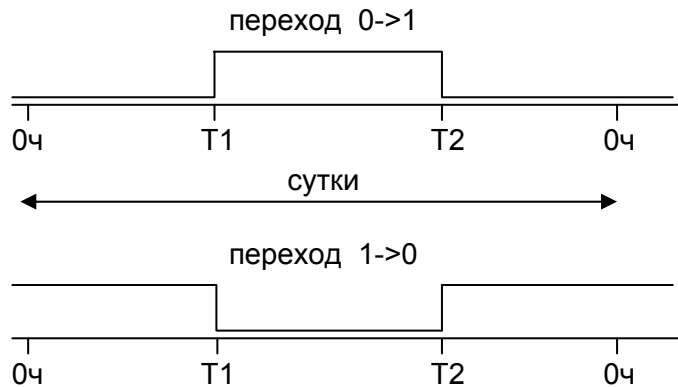 переход 0->1
0ч T1 T2 0ч
сутки
переход 1->0
0ч T1 T2 0ч